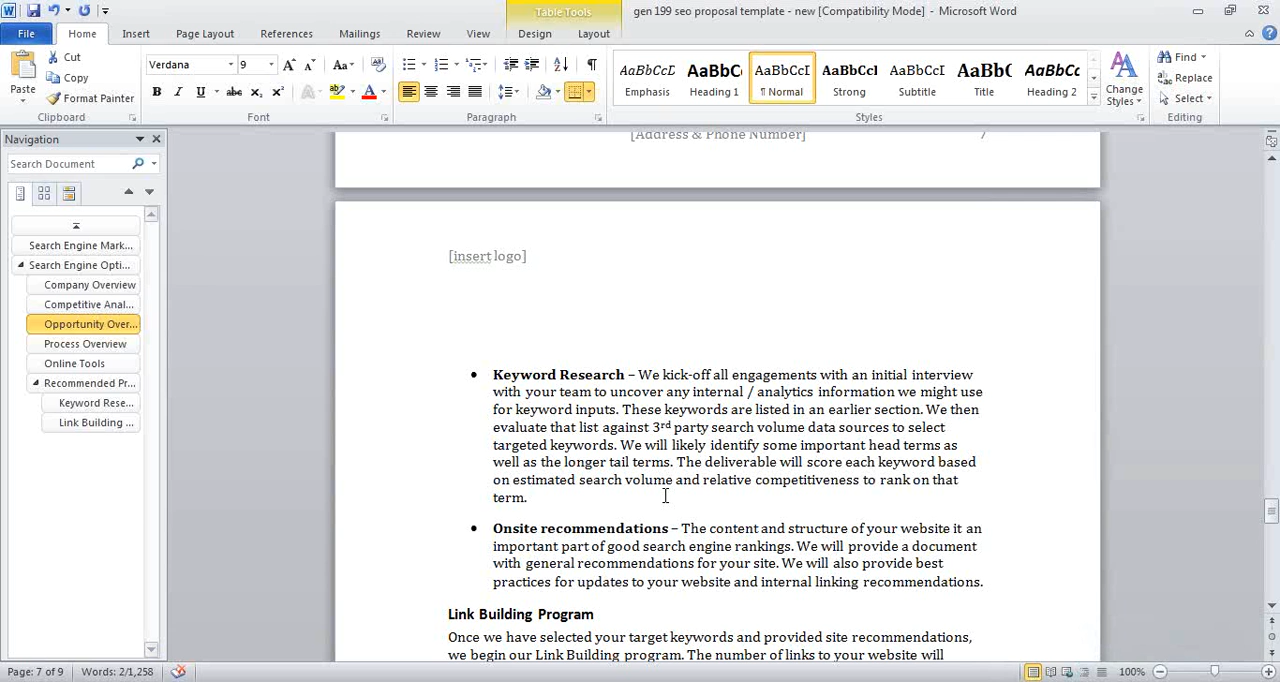 gen 199 seo proposal template - new [Compatibility Mode] - Microsoft Word
Table Tools
File Home Insert Page Layout References Mailings Review View Design Layout
Paste
Cut
Copy
Format Painter
Clipboard
Verdana 9
Font
Paragraph
AaBbCcD AaBbC AaBbCcI AaBbCcI AaBbCcI AaBbC AaBbCc
Emphasis Heading 1 ¶ Normal Strong Subtitle Title Heading 2
Change Styles
Styles
Find
Replace
Select
Editing
Navigation
Search Document
Search Engine Mark...
Search Engine Opti...
Company Overview
Competitive Anal...
Opportunity Over...
Process Overview
Online Tools
Recommended Pr...
Keyword Rese...
Link Building ...
[Address & Phone Number] 7
[insert logo]
• Keyword Research – We kick-off all engagements with an initial interview
with your team to uncover any internal / analytics information we might use
for keyword inputs. These keywords are listed in an earlier section. We then
evaluate that list against 3rd party search volume data sources to select
targeted keywords. We will likely identify some important head terms as
well as the longer tail terms. The deliverable will score each keyword based
on estimated search volume and relative competitiveness to rank on that
term.
• Onsite recommendations – The content and structure of your website it an
important part of good search engine rankings. We will provide a document
with general recommendations for your site. We will also provide best
practices for updates to your website and internal linking recommendations.
Link Building Program
Once we have selected your target keywords and provided site recommendations,
we begin our Link Building program. The number of links to your website will
Page: 7 of 9 Words: 2/1,258 100%